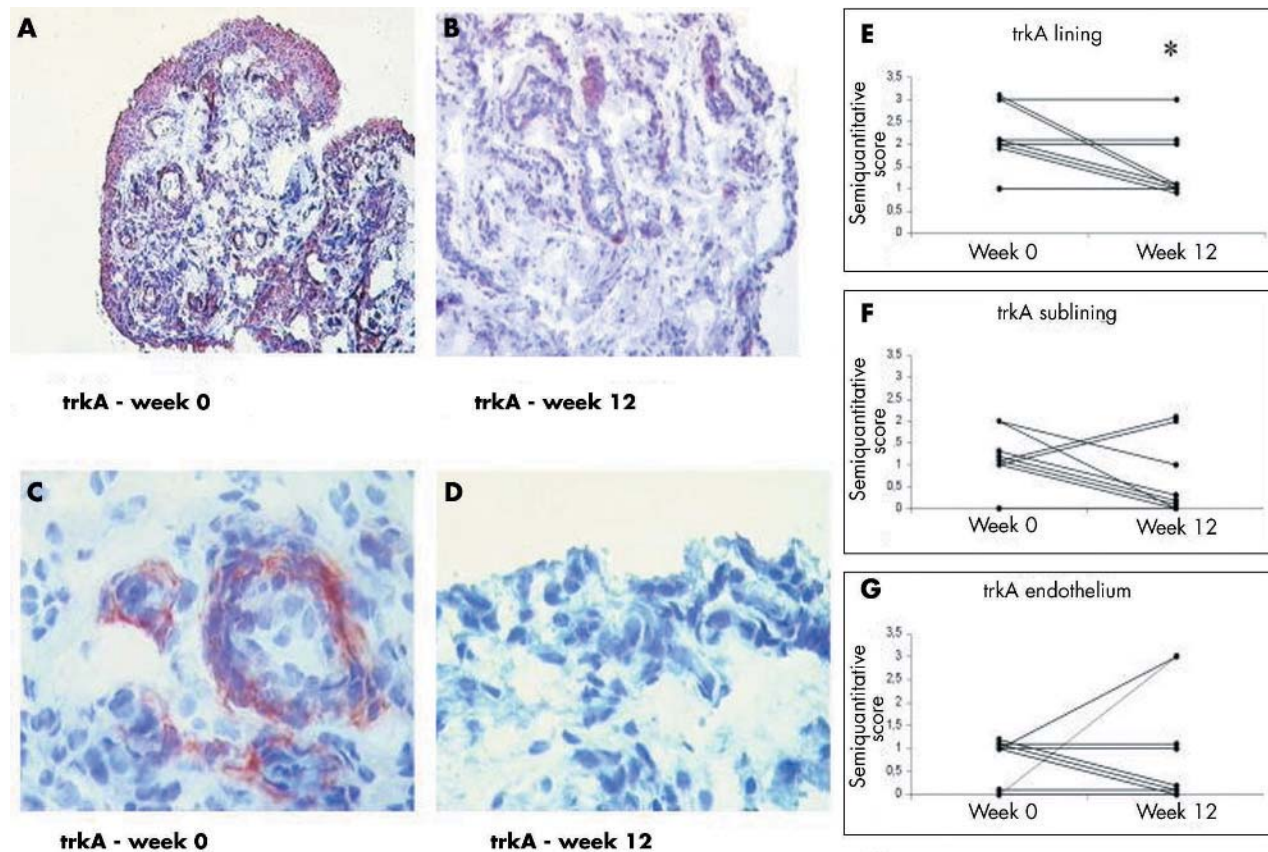 A
B
trkA - week 0
trkA - week 12
C
D
trkA - week 0
trkA - week 12
E
trkA lining
*
Semiquantitative
score
3,5
3
2,5
2
1,5
1
0,5
0
Week 0
Week 12
F
trkA sublining
Semiquantitative
score
3,5
3
2,5
2
1,5
1
0,5
0
Week 0
Week 12
G
trkA endothelium
Semiquantitative
score
3,5
3
2,5
2
1,5
1
0,5
0
Week 0
Week 12